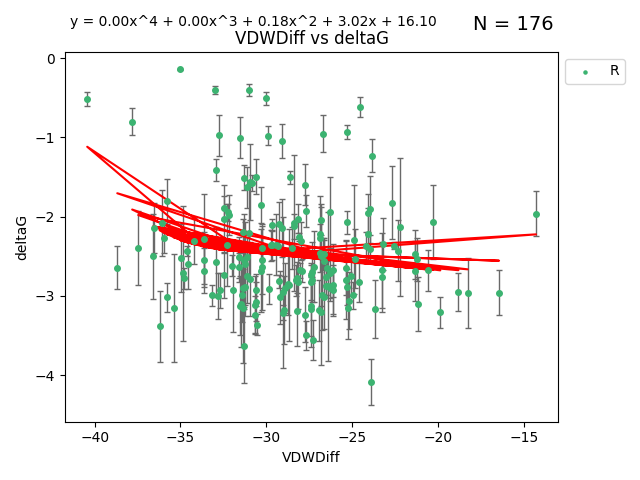 y = 0.00x^4 + 0.00x^3 + 0.18x^2 + 3.02x + 16.10
N = 176
VDWDiff vs deltaG
R
deltaG
0
−1
−2
−3
−4
−40
−35
−30
−25
−20
−15
VDWDiff